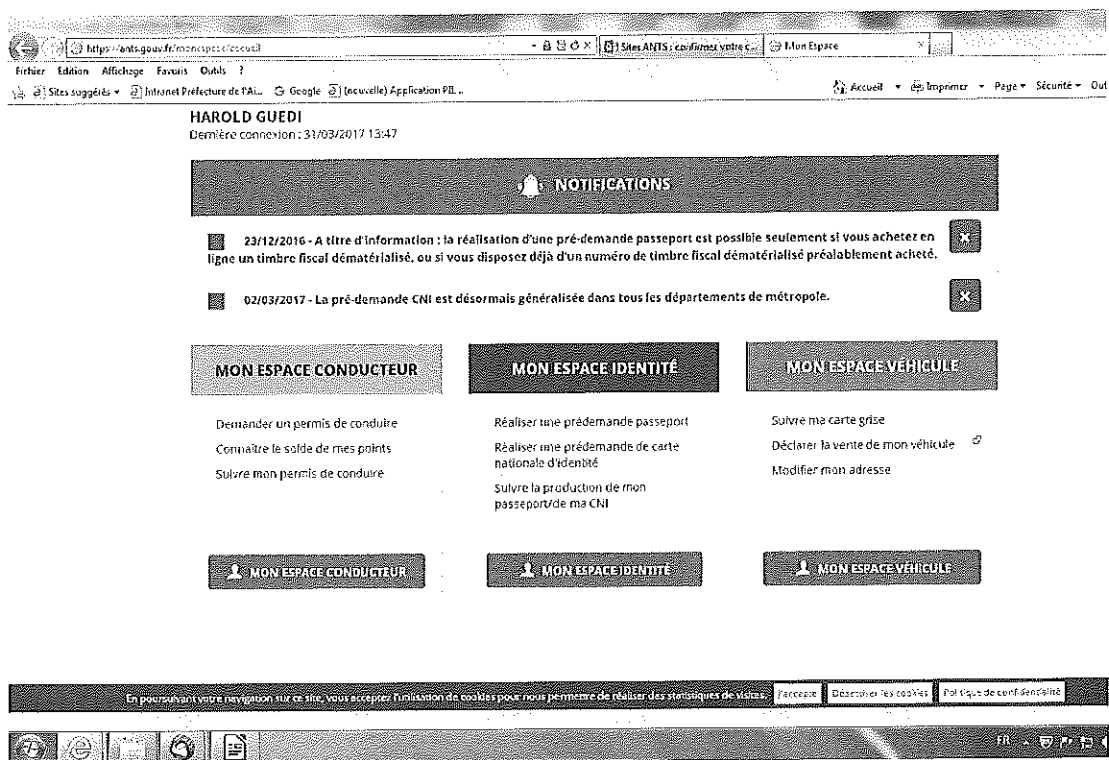 https://ants.gouv.fr/monespace/accueil
Sites ANTS : confirmez votre c... Mon Espace
Fichier Edition Affichage Favoris Outils ?
Sites suggérés Intranet Préfecture de l'Ai... Google (nouvelle) Application PIL... Accueil Imprimer Page Sécurité Out
HAROLD GUEDI
Dernière connexion : 31/03/2017 13:47
NOTIFICATIONS
23/12/2016 - A titre d'information : la réalisation d'une pré-demande passeport est possible seulement si vous achetez en
ligne un timbre fiscal dématérialisé, ou si vous disposez déjà d'un numéro de timbre fiscal dématérialisé préalablement acheté.
02/03/2017 - La pré-demande CNI est désormais généralisée dans tous les départements de métropole.
MON ESPACE CONDUCTEUR
Demander un permis de conduire
Connaître le solde de mes points
Suivre mon permis de conduire
MON ESPACE CONDUCTEUR
MON ESPACE IDENTITÉ
Réaliser une prédemande passeport
Réaliser une prédemande de carte
nationale d'identité
Suivre la production de mon
passeport/de ma CNI
MON ESPACE IDENTITÉ
MON ESPACE VÉHICULE
Suivre ma carte grise
Déclarer la vente de mon véhicule
Modifier mon adresse
MON ESPACE VÉHICULE
En poursuivant votre navigation sur ce site, vous acceptez l'utilisation de cookies pour nous permettre de réaliser des statistiques de visites. J'accepte Désactiver les cookies Politique de confidentialité
FR